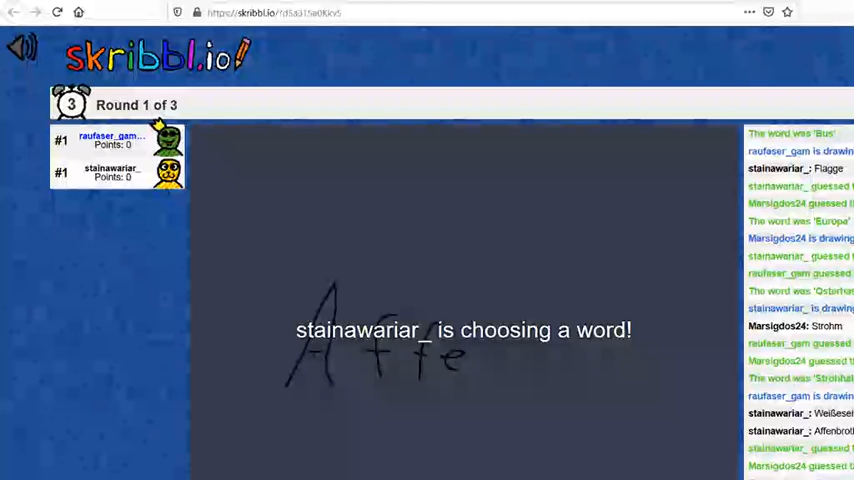 https://skribbl.io/?d5a315a0Kkv5
skribbl.io
3
Round 1 of 3
#1
raufaser_gam...
Points: 0
#1
stainawariar_
Points: 0
stainawariar_ is choosing a word!
Affe
The word was 'Bus'
raufaser_gam is drawing
stainawariar_: Flagge
stainawariar_ guessed t
Marsigdos24 guessed t
The word was 'Europa'
Marsigdos24 is drawing
stainawariar_ guessed t
raufaser_gam guessed
The word was 'Osterha
stainawariar_ is drawin
Marsigdos24: Strohm
raufaser_gam guessed
Marsigdos24 guessed t
The word was 'Strohhal
raufaser_gam is drawin
stainawariar_: Weißesei
stainawariar_: Affenbrotl
stainawariar_ guessed t
Marsigdos24 guessed t